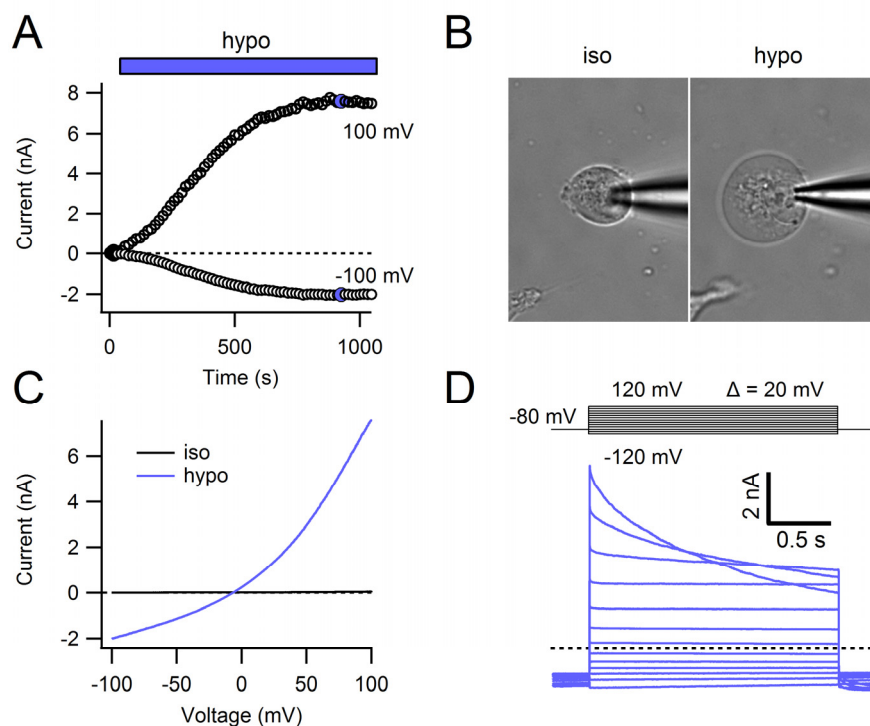 A
hypo
8
6
4
2
0
-2
Current (nA)
100 mV
-100 mV
0
500
1000
Time (s)
B
iso
hypo
C
iso
hypo
6
4
2
0
-2
Current (nA)
-100
-50
0
50
100
Voltage (mV)
D
120 mV
Δ = 20 mV
-80 mV
-120 mV
2 nA
0.5 s